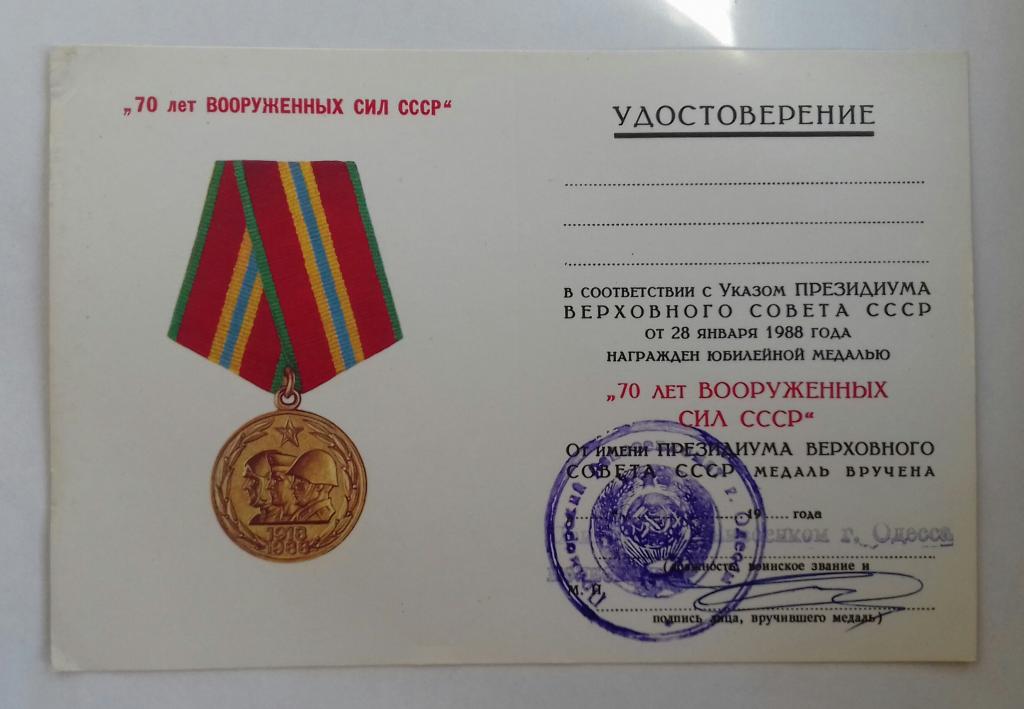 „70 лет ВООРУЖЕННЫХ СИЛ СССР“
1918
1988
УДОСТОВЕРЕНИЕ
В СООТВЕТСТВИИ С УКАЗОМ ПРЕЗИДИУМА
ВЕРХОВНОГО СОВЕТА СССР
ОТ 28 ЯНВАРЯ 1988 ГОДА
НАГРАЖДЕН ЮБИЛЕЙНОЙ МЕДАЛЬЮ
„70 ЛЕТ ВООРУЖЕННЫХ
СИЛ СССР“
ОТ ИМЕНИ ПРЕЗИДИУМА ВЕРХОВНОГО
СОВЕТА СССР МЕДАЛЬ ВРУЧЕНА
19 года
г. Одесса
(должность, воинское звание и
М. П.
подпись лица, вручившего медаль)
г. Одессы